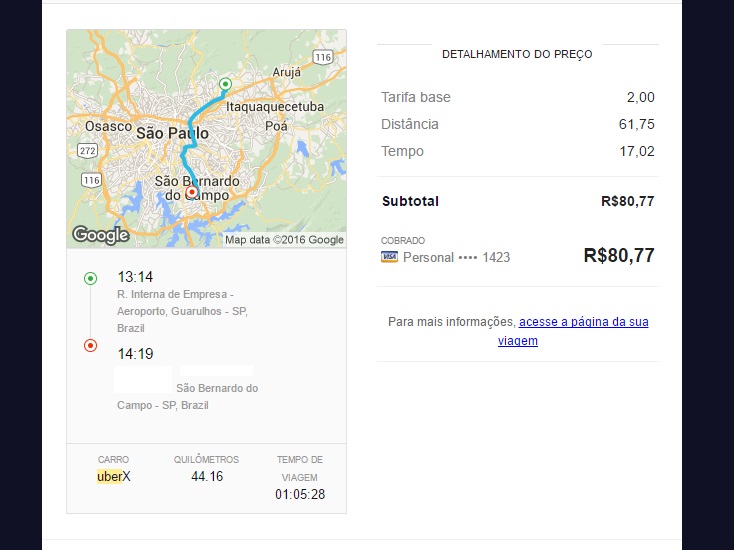 116
Arujá
Itaquaquecetuba
Osasco
São Paulo
Poá
272
116
São Bernardo
do Campo
Google
Map data ©2016 Google
13:14
R. Interna de Empresa -
Aeroporto, Guarulhos - SP,
Brazil
14:19
São Bernardo do
Campo - SP, Brazil
CARRO
uberX
QUILÔMETROS
44.16
TEMPO DE
VIAGEM
01:05:28
DETALHAMENTO DO PREÇO
Tarifa base 2,00
Distância 61,75
Tempo 17,02
Subtotal R$80,77
COBRADO
VISA Personal •••• 1423 R$80,77
Para mais informações, acesse a página da sua
viagem